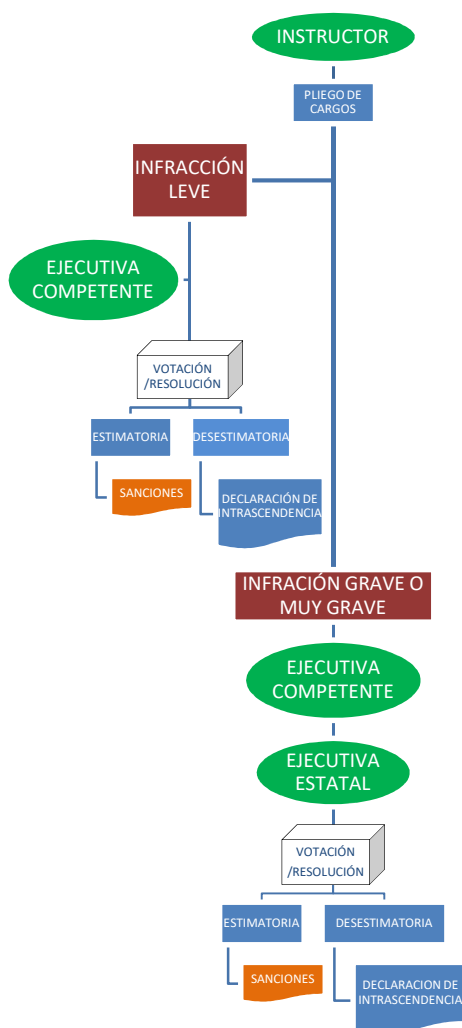 INSTRUCTOR
PLIEGO DE
CARGOS
INFRACCIÓN
LEVE
EJECUTIVA
COMPETENTE
VOTACIÓN
/RESOLUCIÓN
ESTIMATORIA
DESESTIMATORIA
SANCIONES
DECLARACIÓN DE
INTRASCENDENCIA
INFRACIÓN GRAVE O
MUY GRAVE
EJECUTIVA
COMPETENTE
EJECUTIVA
ESTATAL
VOTACIÓN
/RESOLUCIÓN
ESTIMATORIA
DESESTIMATORIA
SANCIONES
DECLARACION DE
INTRASCENDENCIA